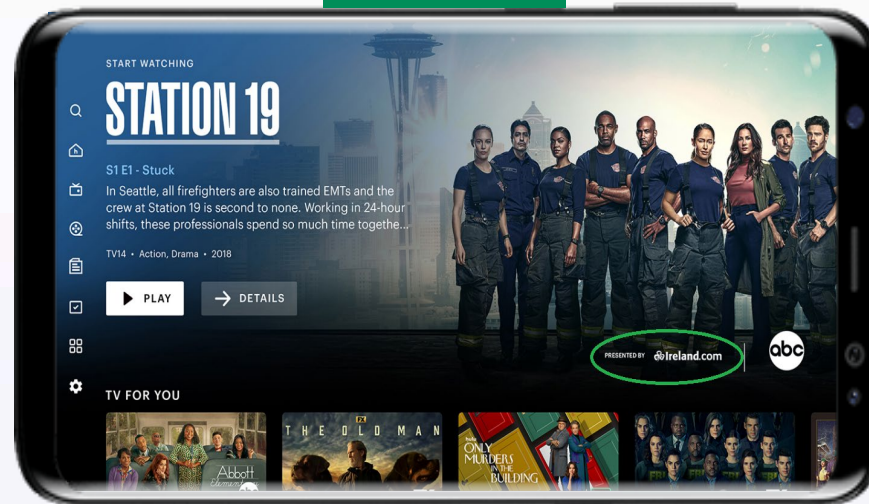 START WATCHING
STATION 19
S1 E1 - Stuck
In Seattle, all firefighters are also trained EMTs and the
crew at Station 19 is second to none. Working in 24-hour
shifts, these professionals spend so much time togethe...
TV14 • Action, Drama • 2018
PLAY
DETAILS
PRESENTED BY Ireland.com
abc
TV FOR YOU
Abbott
Elementary
FX
THE OLD MAN
hulu
ONLY
MURDERS
IN THE
BUILDING
FBI